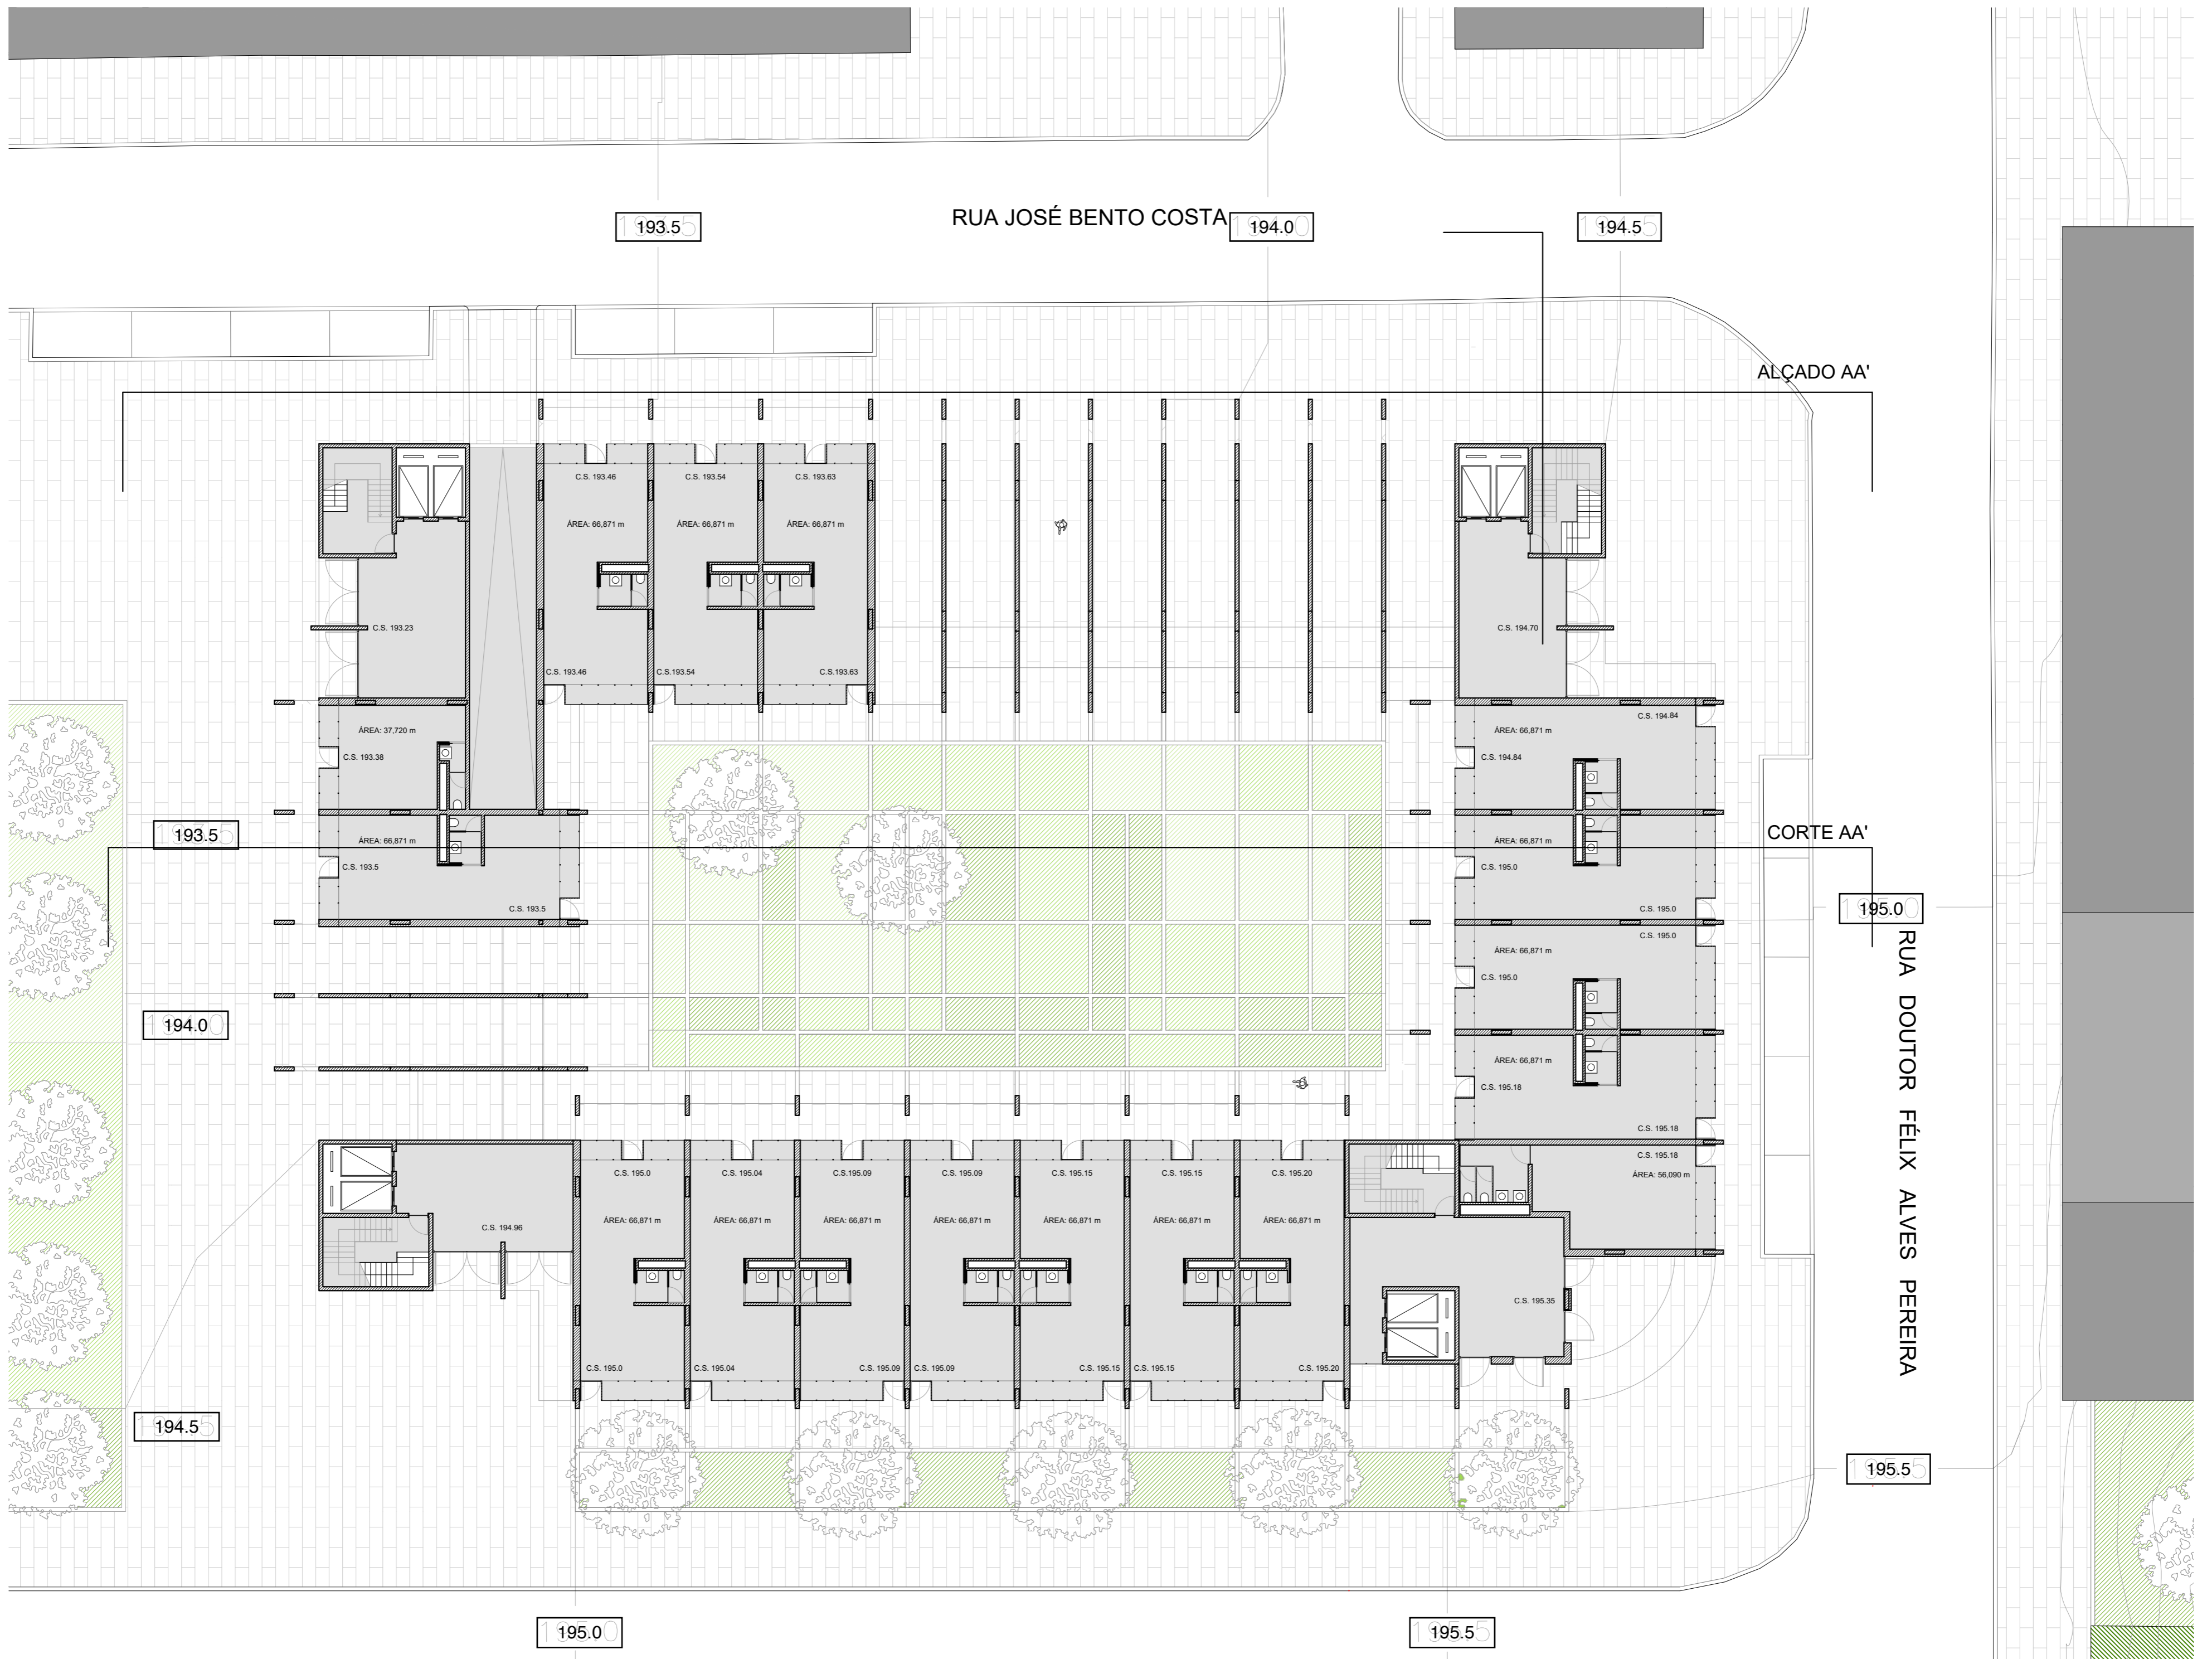 193.5
RUA JOSÉ BENTO COSTA
194.0
194.5
ALÇADO AA'
C.S. 193.46
C.S. 193.54
C.S. 193.63
ÁREA: 66,871 m
ÁREA: 66,871 m
ÁREA: 66,871 m
C.S. 193.23
C.S. 194.70
C.S. 193.46
C.S.193.54
C.S.193.63
C.S. 194.84
ÁREA: 37,720 m
ÁREA: 66,871 m
C.S. 193.38
C.S. 194.84
193.5
CORTE AA'
ÁREA: 66,871 m
ÁREA: 66,871 m
C.S. 193.5
C.S. 195.0
C.S. 193.5
C.S. 195.0
195.0
C.S. 195.0
ÁREA: 66,871 m
C.S. 195.0
RUA DOUTOR FÉLIX ALVES PEREIRA
194.0
ÁREA: 66,871 m
C.S. 195.18
C.S. 195.18
C.S. 195.18
ÁREA: 56,090 m
C.S. 195.0
C.S. 195.04
C.S.195.09
C.S. 195.09
C.S. 195.15
C.S. 195.15
C.S. 195.20
C.S. 194.96
ÁREA: 66,871 m
ÁREA: 66,871 m
ÁREA: 66,871 m
ÁREA: 66,871 m
ÁREA: 66,871 m
ÁREA: 66,871 m
ÁREA: 66,871 m
C.S. 195.35
C.S. 195.0
C.S. 195.04
C.S. 195.09
C.S. 195.09
C.S. 195.15
C.S. 195.15
C.S. 195.20
194.5
195.5
195.0
195.5